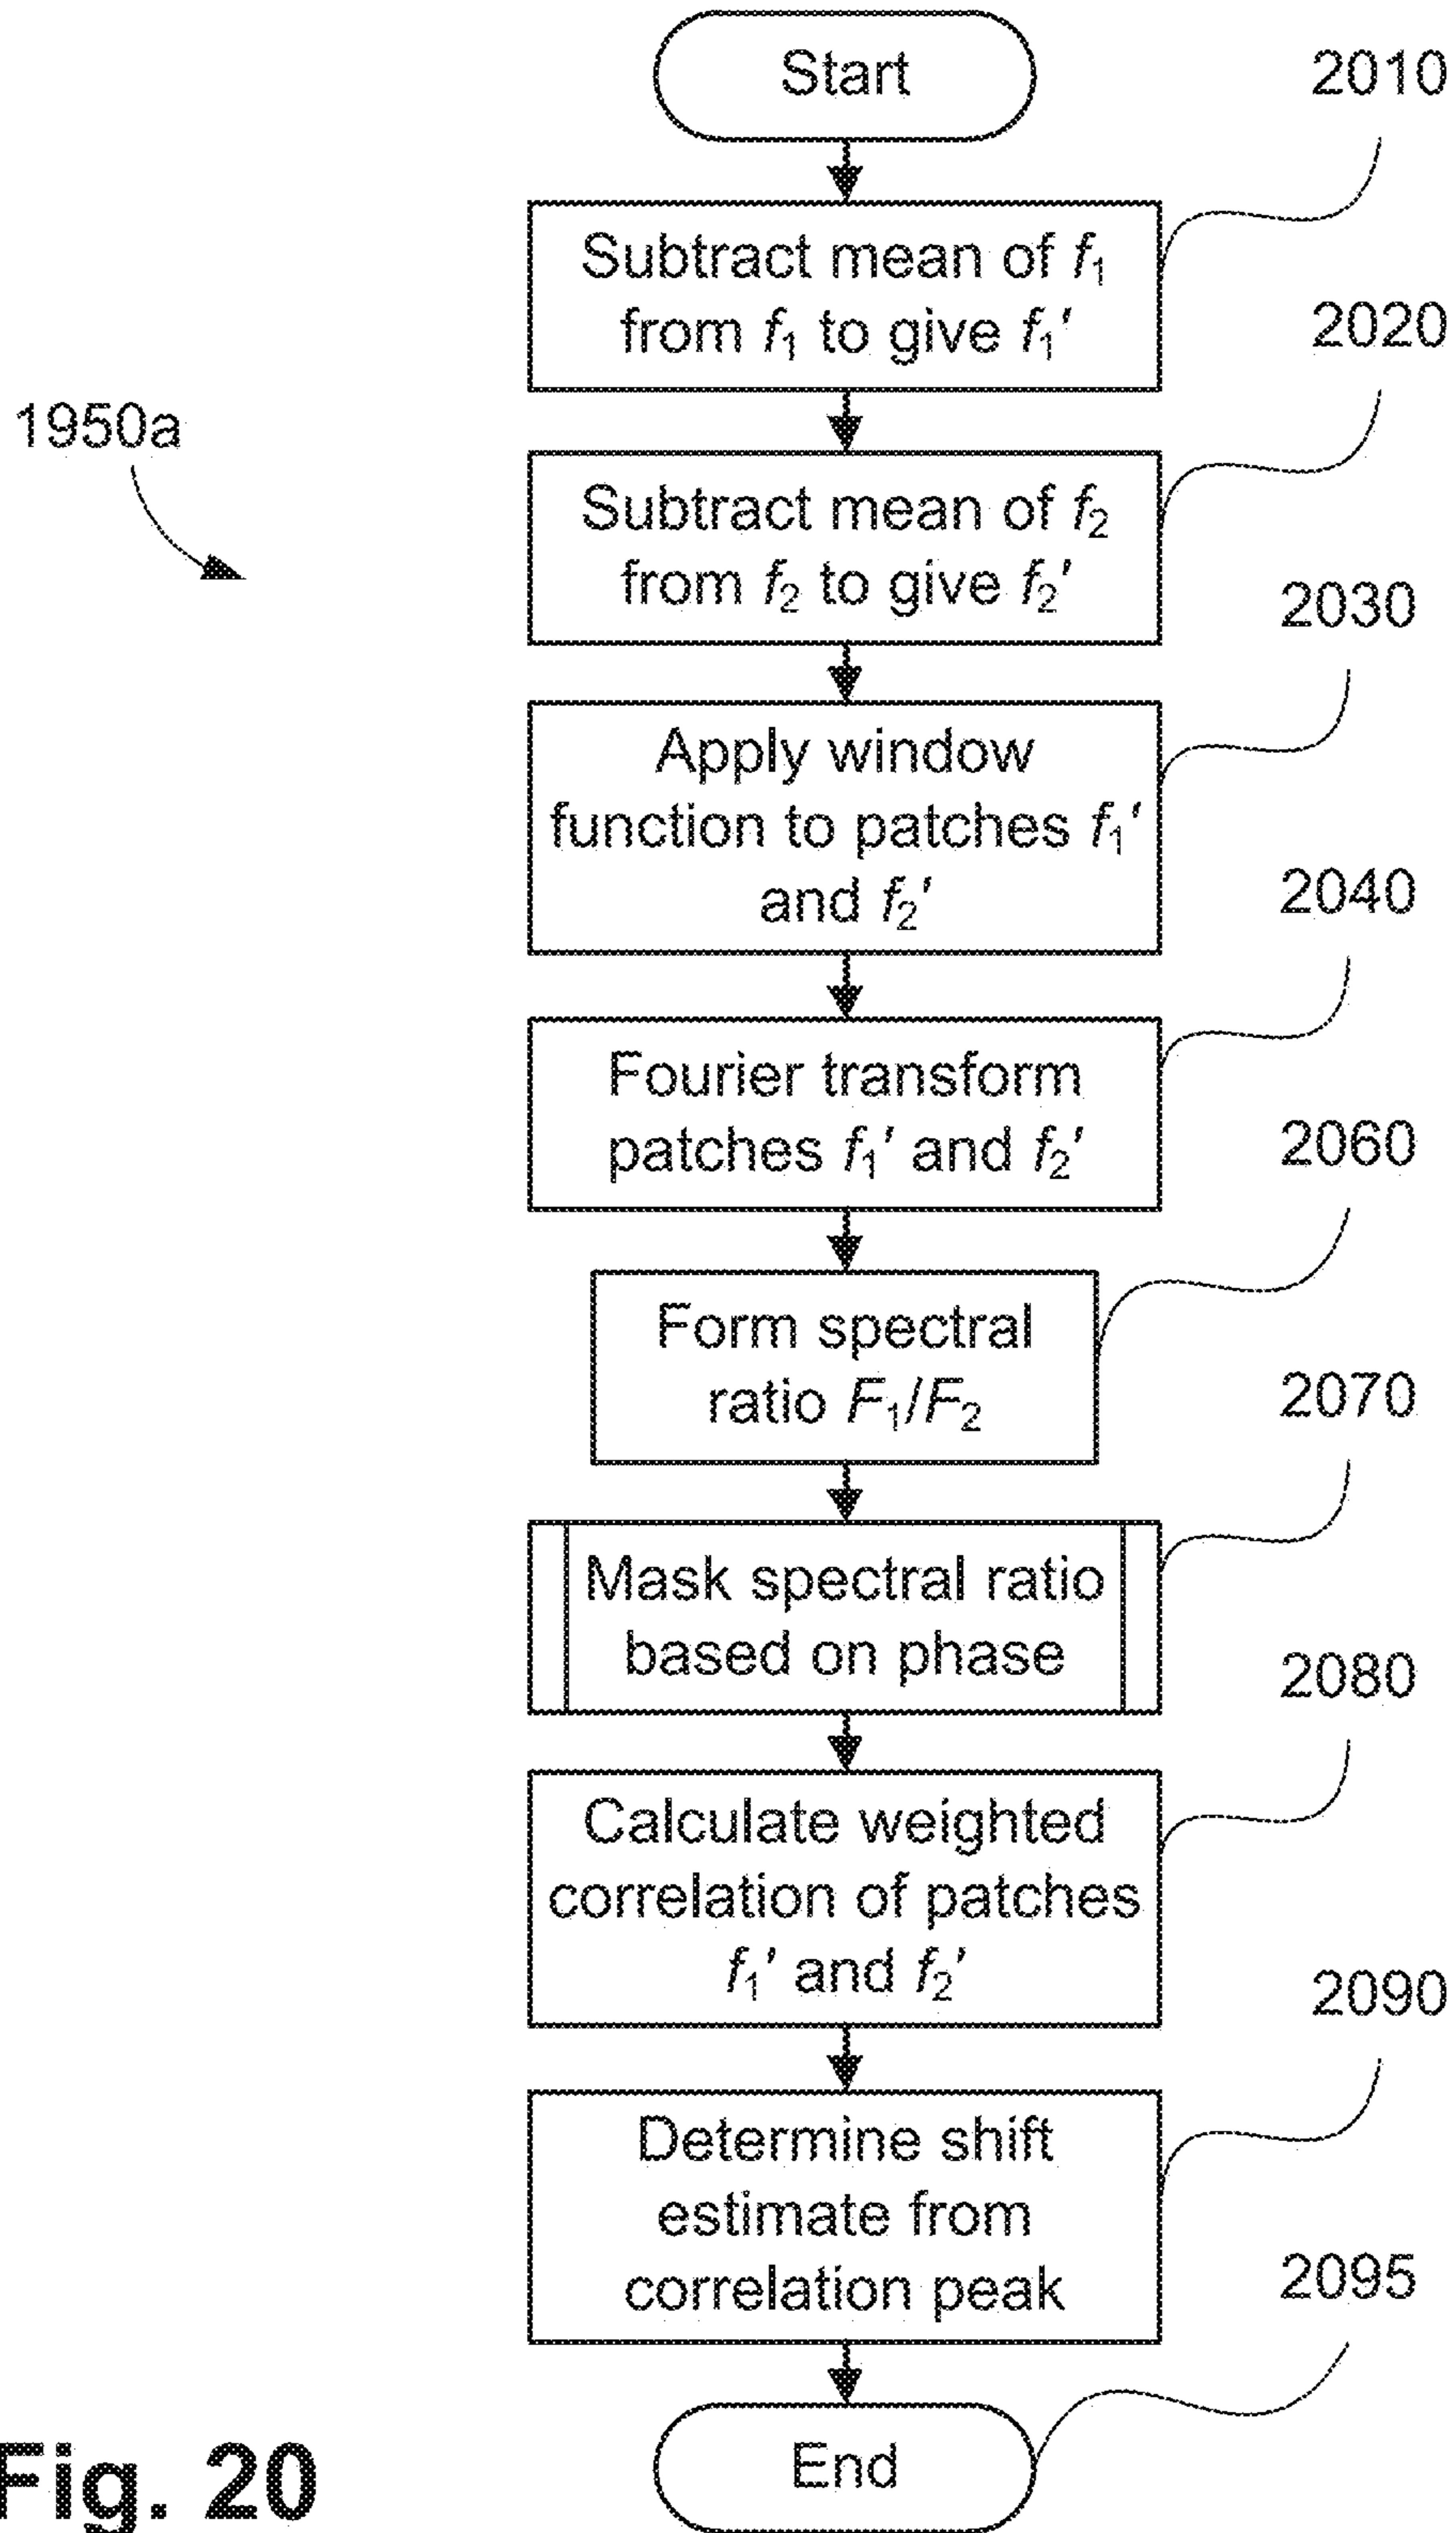 Start
2010
Subtract mean of f₁
from f₁ to give f₁'
2020
1950a
Subtract mean of f₂
from f₂ to give f₂'
2030
Apply window
function to patches f₁'
and f₂'
2040
Fourier transform
patches f₁' and f₂'
2060
Form spectral
ratio F₁/F₂
2070
Mask spectral ratio
based on phase
2080
Calculate weighted
correlation of patches
f₁' and f₂'
2090
Determine shift
estimate from
correlation peak
2095
End
Fig. 20